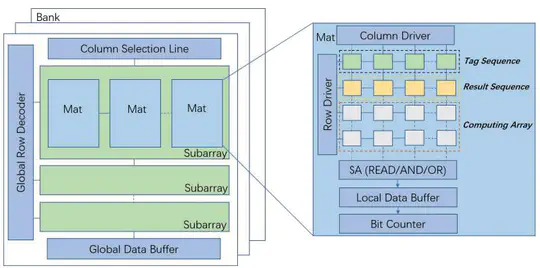 Bank
Column Selection Line
Global Row Decoder
Mat
Mat
Mat
Subarray
Subarray
Subarray
Global Data Buffer
Mat
Column Driver
Row Driver
Tag Sequence
Result Sequence
Computing Array
SA (READ/AND/OR)
Local Data Buffer
Bit Counter